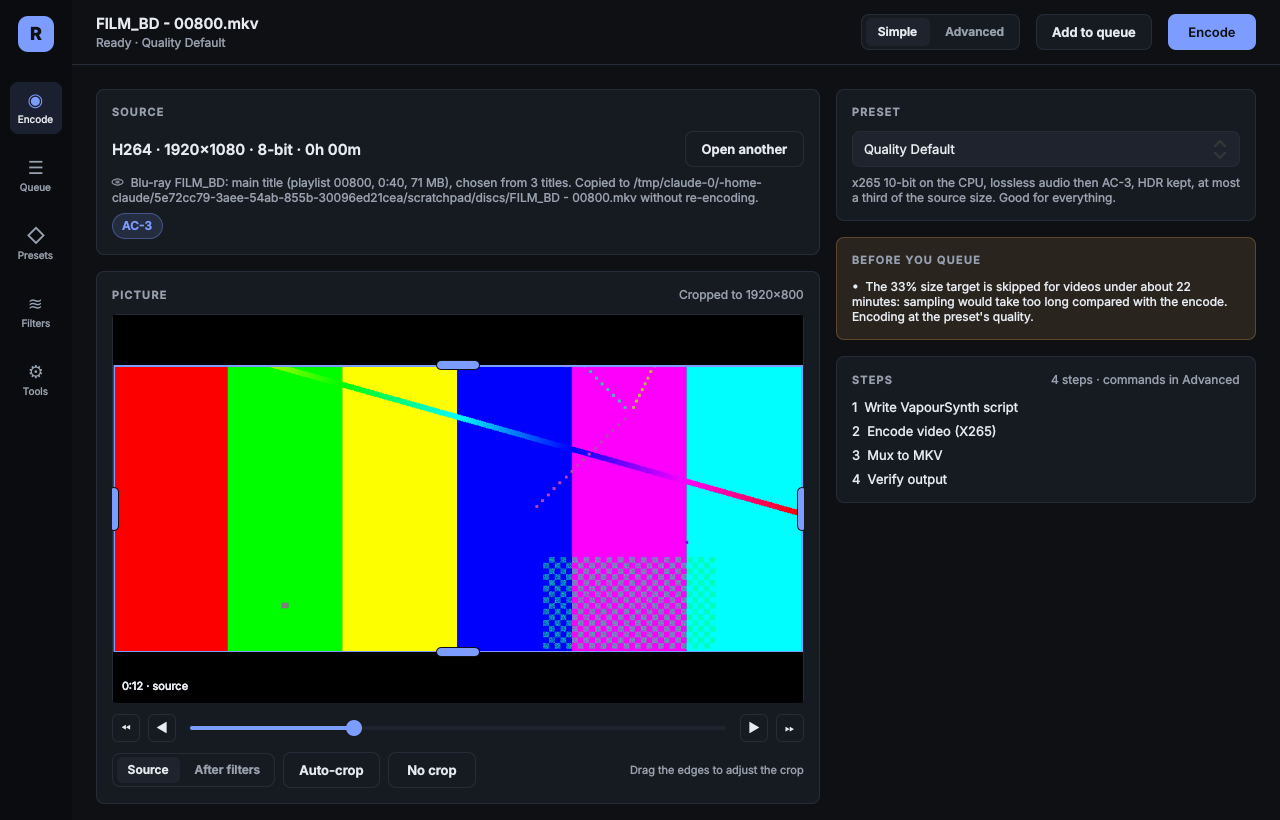 R
FILM_BD - 00800.mkv
Ready · Quality Default
Simple
Advanced
Add to queue
Encode
Encode
Queue
Presets
Filters
Tools
SOURCE
H264 · 1920×1080 · 8-bit · 0h 00m
Open another
Blu-ray FILM_BD: main title (playlist 00800, 0:40, 71 MB), chosen from 3 titles. Copied to /tmp/claude-0/-home-
claude/5e72cc79-3aee-54ab-855b-30096ed21cea/scratchpad/discs/FILM_BD - 00800.mkv without re-encoding.
AC-3
PICTURE
Cropped to 1920×800
0:12 · source
Source
After filters
Auto-crop
No crop
Drag the edges to adjust the crop
PRESET
Quality Default
x265 10-bit on the CPU, lossless audio then AC-3, HDR kept, at most
a third of the source size. Good for everything.
BEFORE YOU QUEUE
• The 33% size target is skipped for videos under about 22
minutes: sampling would take too long compared with the encode.
Encoding at the preset's quality.
STEPS
4 steps · commands in Advanced
1 Write VapourSynth script
2 Encode video (X265)
3 Mux to MKV
4 Verify output